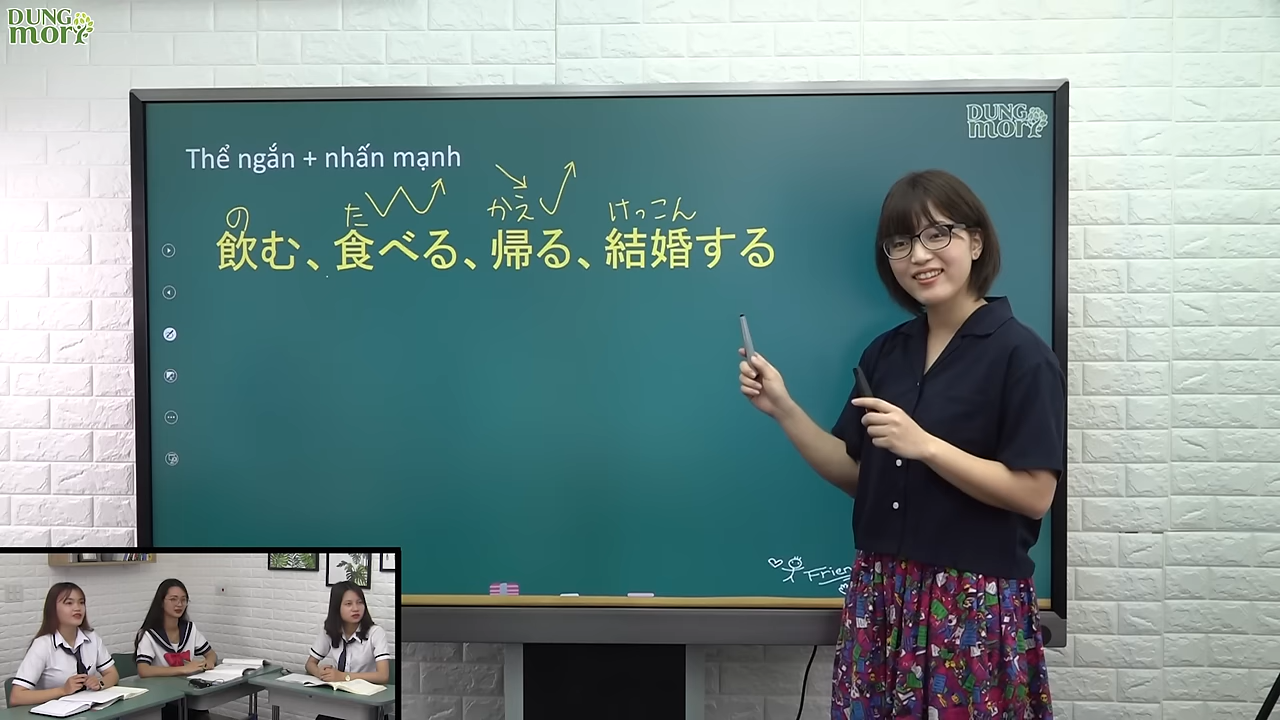 DUNG
mori
DUNG
mori
Thể ngắn + nhấn mạnh
の た かえ けっこん
飲む、食べる、帰る、結婚する